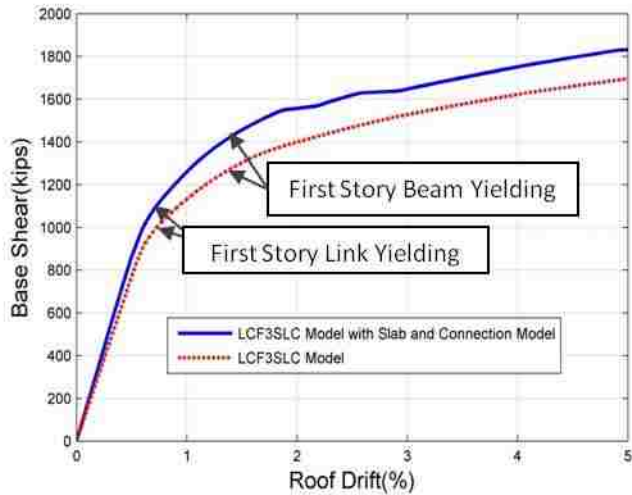 2000
1800
1600
1400
1200
1000
800
600
400
200
0
Base Shear(kips)
First Story Beam Yielding
First Story Link Yielding
LCF3SLC Model with Slab and Connection Model
LCF3SLC Model
0 1 2 3 4 5
Roof Drift(%)